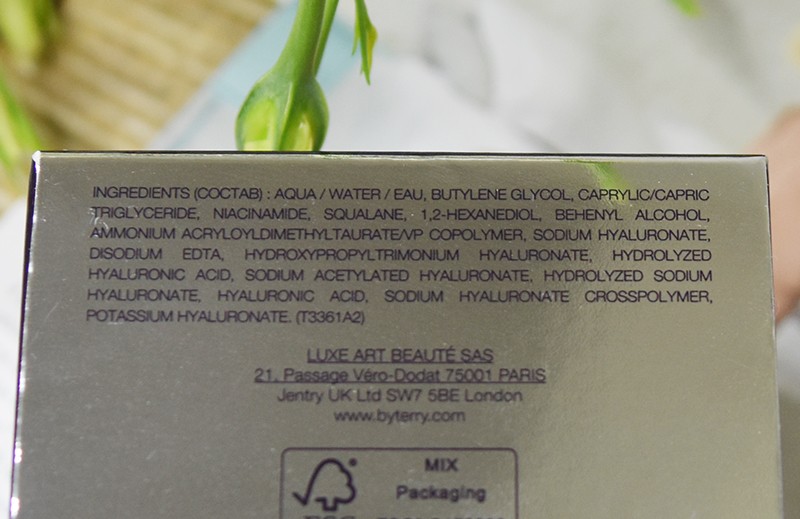 INGREDIENTS (COCTAB) : AQUA / WATER / EAU, BUTYLENE GLYCOL, CAPRYLIC/CAPRIC
TRIGLYCERIDE, NIACINAMIDE, SQUALANE, 1,2-HEXANEDIOL, BEHENYL ALCOHOL,
AMMONIUM ACRYLOYLDIMETHYLTAURATE/VP COPOLYMER, SODIUM HYALURONATE,
DISODIUM EDTA, HYDROXYPROPYLTRIMONIUM HYALURONATE, HYDROLYZED
HYALURONIC ACID, SODIUM ACETYLATED HYALURONATE, HYDROLYZED SODIUM
HYALURONATE, HYALURONIC ACID, SODIUM HYALURONATE CROSSPOLYMER,
POTASSIUM HYALURONATE. (T3361A2)
LUXE ART BEAUTÉ SAS
21, Passage Véro-Dodat 75001 PARIS
Jentry UK Ltd SW7 5BE London
www.byterry.com
MIX
Packaging